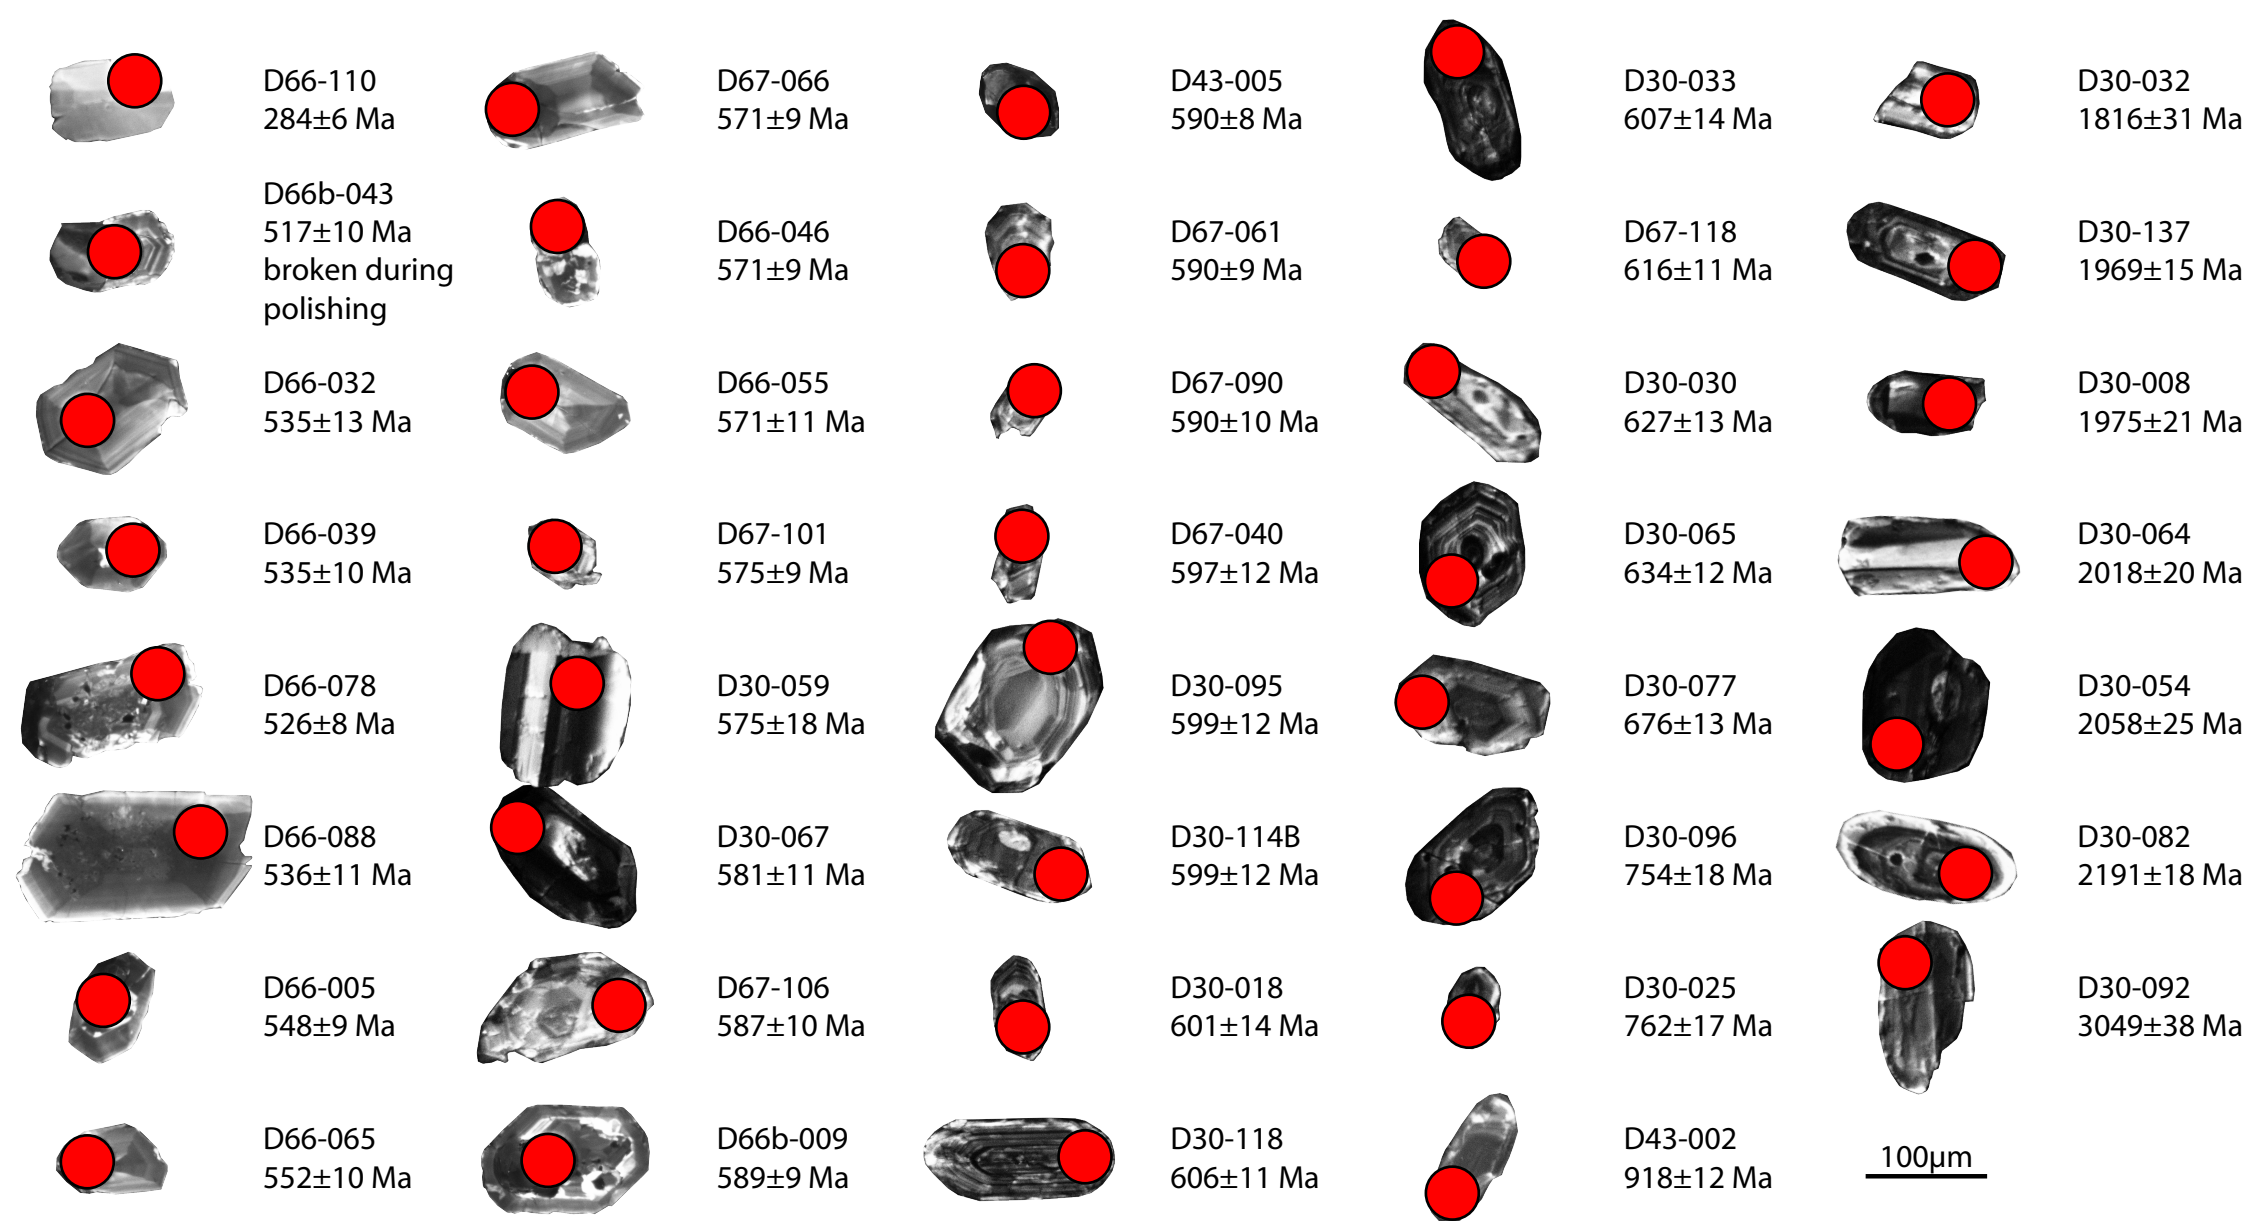 D66-110
284±6 Ma
D66b-043
517±10 Ma
broken during
polishing
D66-032
535±13 Ma
D66-039
535±10 Ma
D66-078
526±8 Ma
D66-088
536±11 Ma
D66-005
548±9 Ma
D66-065
552±10 Ma
D67-066
571±9 Ma
D66-046
571±9 Ma
D66-055
571±11 Ma
D67-101
575±9 Ma
D30-059
575±18 Ma
D30-067
581±11 Ma
D67-106
587±10 Ma
D66b-009
589±9 Ma
D43-005
590±8 Ma
D67-061
590±9 Ma
D67-090
590±10 Ma
D67-040
597±12 Ma
D30-095
599±12 Ma
D30-114B
599±12 Ma
D30-018
601±14 Ma
D30-118
606±11 Ma
D30-033
607±14 Ma
D67-118
616±11 Ma
D30-030
627±13 Ma
D30-065
634±12 Ma
D30-077
676±13 Ma
D30-096
754±18 Ma
D30-025
762±17 Ma
D43-002
918±12 Ma
D30-032
1816±31 Ma
D30-137
1969±15 Ma
D30-008
1975±21 Ma
D30-064
2018±20 Ma
D30-054
2058±25 Ma
D30-082
2191±18 Ma
D30-092
3049±38 Ma
100µm